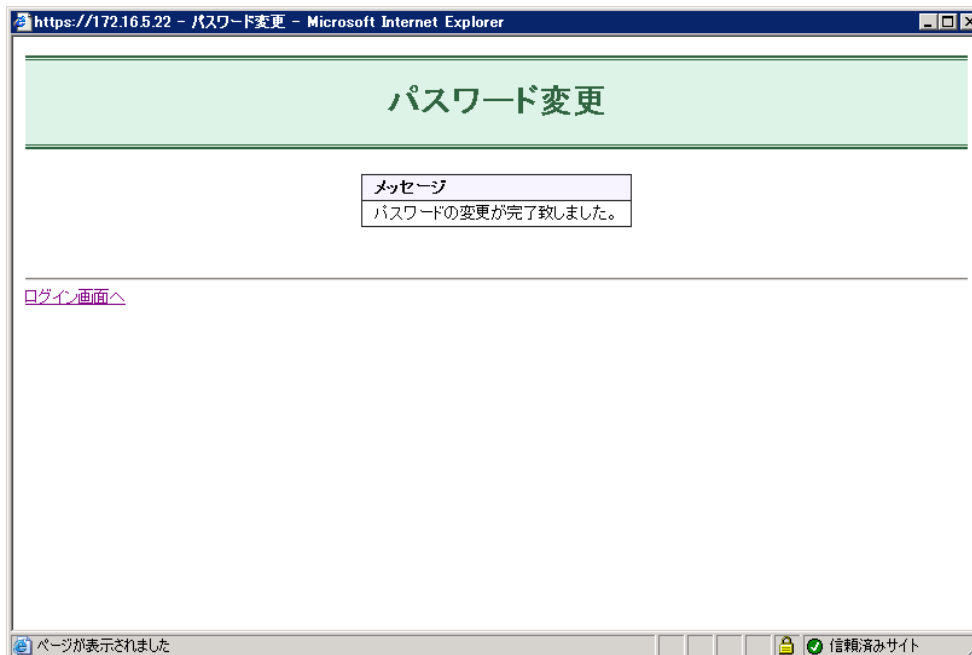 https://172.16.5.22 - パスワード変更 - Microsoft Internet Explorer
パスワード変更
メッセージ
パスワードの変更が完了致しました。
ログイン画面へ
ページが表示されました
信頼済みサイト